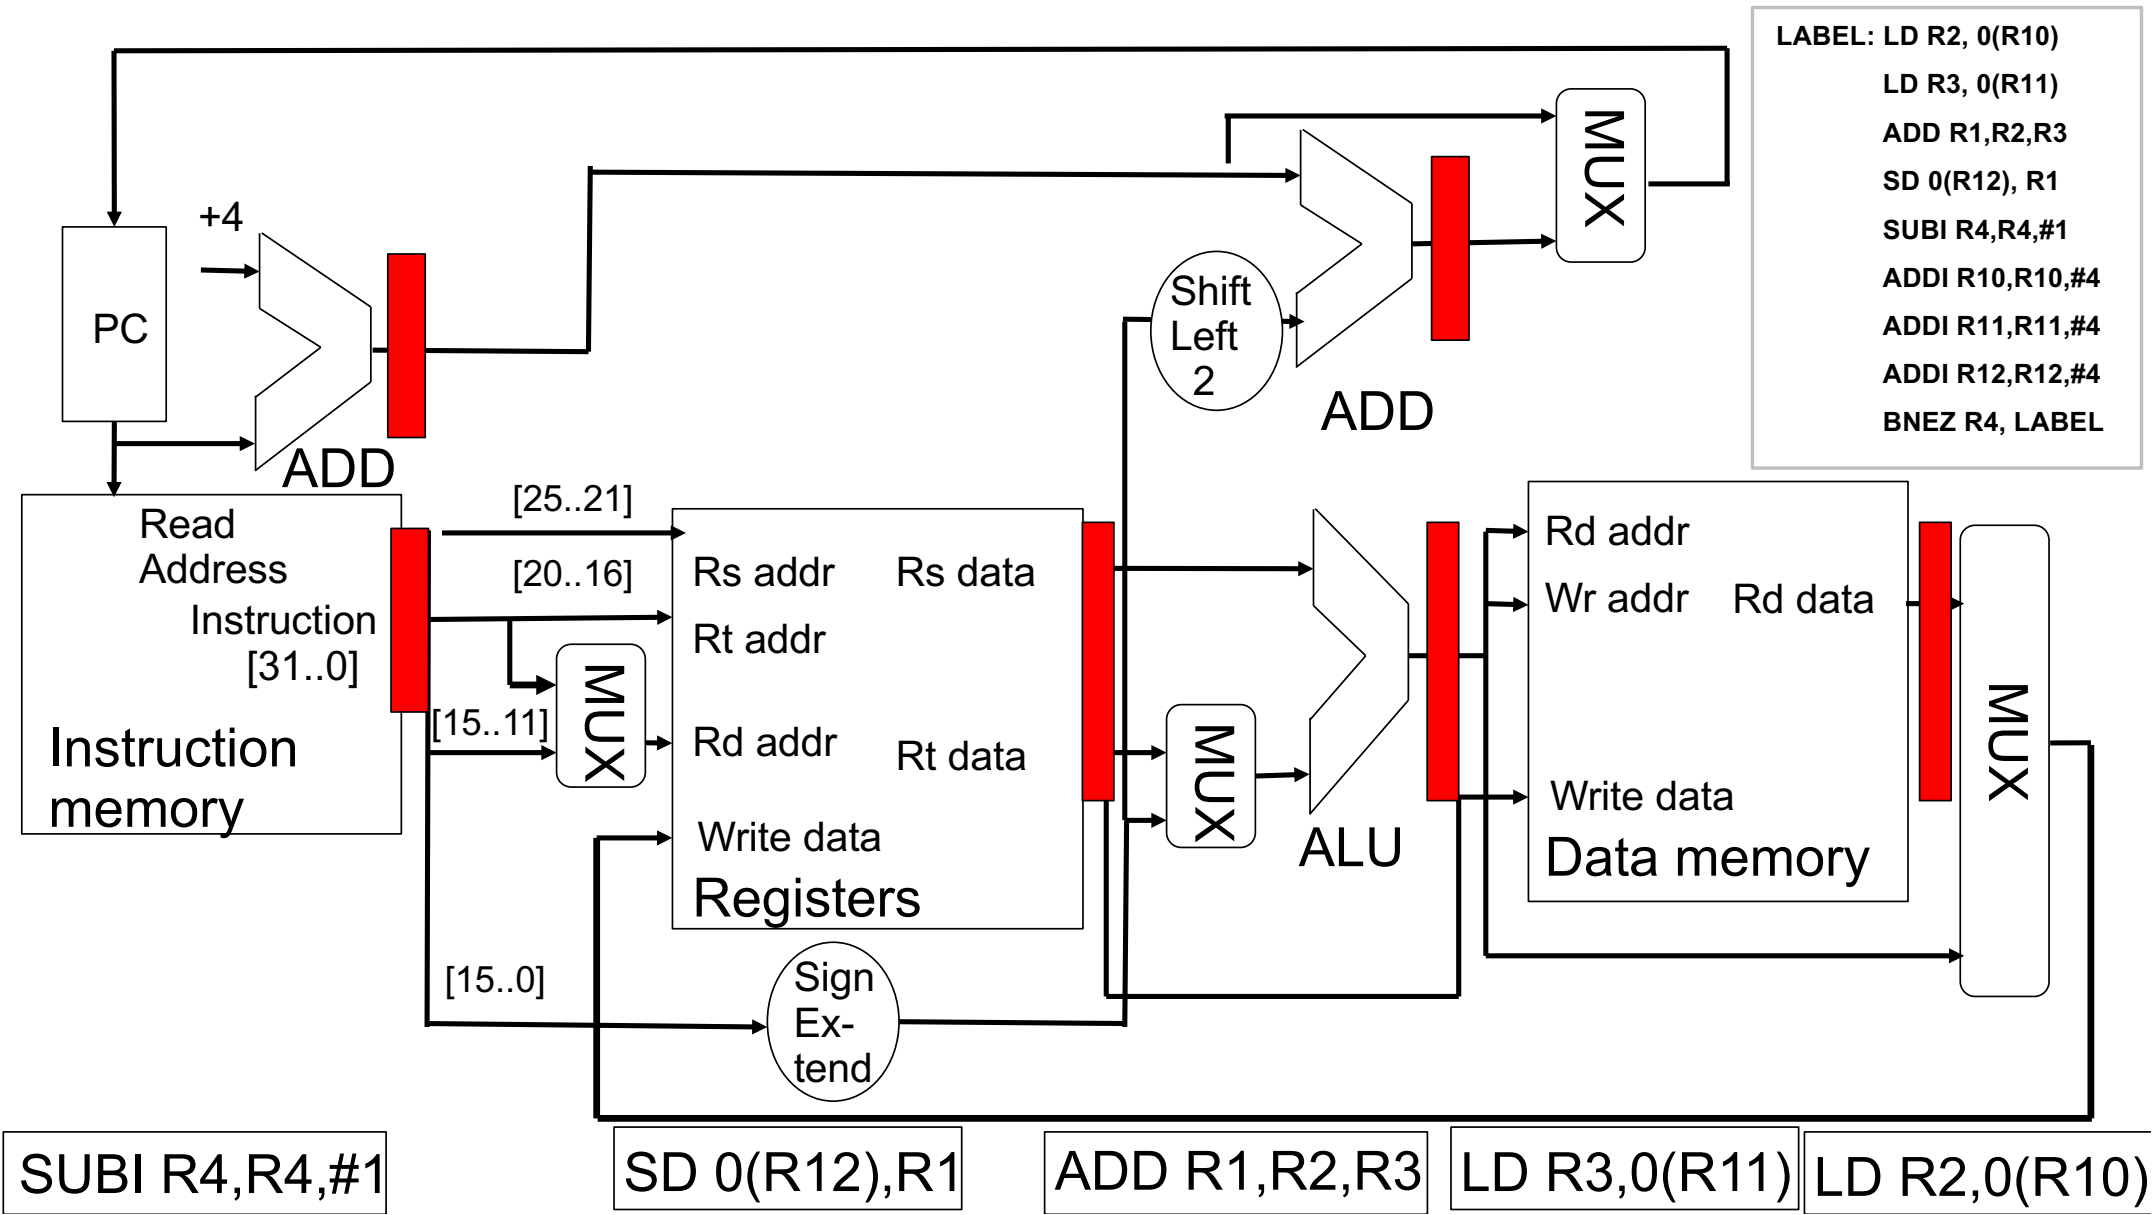 LABEL: LD R2, 0(R10)
LD R3, 0(R11)
ADD R1,R2,R3
SD 0(R12), R1
SUBI R4,R4,#1
ADDI R10,R10,#4
ADDI R11,R11,#4
ADDI R12,R12,#4
BNEZ R4, LABEL
MUX
+4
PC
ADD
Shift
Left
2
ADD
Read
Address
Instruction
[31..0]
Instruction
memory
[25..21]
[20..16]
[15..11]
MUX
[15..0]
Rs addr
Rs data
Rt addr
Rd addr
Rt data
Write data
Registers
Sign
Ex-
tend
MUX
ALU
Rd addr
Wr addr
Rd data
Write data
Data memory
MUX
SUBI R4,R4,#1
SD 0(R12),R1
ADD R1,R2,R3
LD R3,0(R11)
LD R2,0(R10)